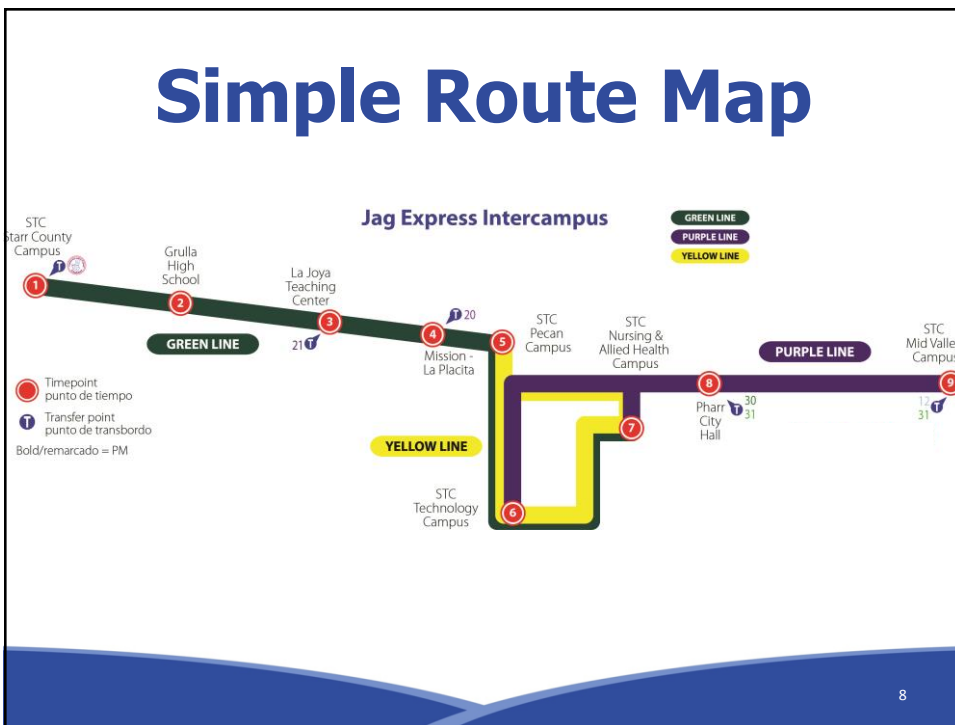 Simple Route Map
Jag Express Intercampus
GREEN LINE
PURPLE LINE
YELLOW LINE
STC
Starr County
Campus
T
1
Grulla
High
School
2
La Joya
Teaching
Center
3
21 T
GREEN LINE
T 20
4
Mission -
La Placita
5
STC
Pecan
Campus
STC
Nursing &
Allied Health
Campus
7
PURPLE LINE
8
Pharr
City
Hall
T 30
31
STC
Mid Valley
Campus
9
12
31 T
Timepoint
punto de tiempo
T Transfer point
punto de transbordo
Bold/remarcado = PM
YELLOW LINE
STC
Technology
Campus
6
8